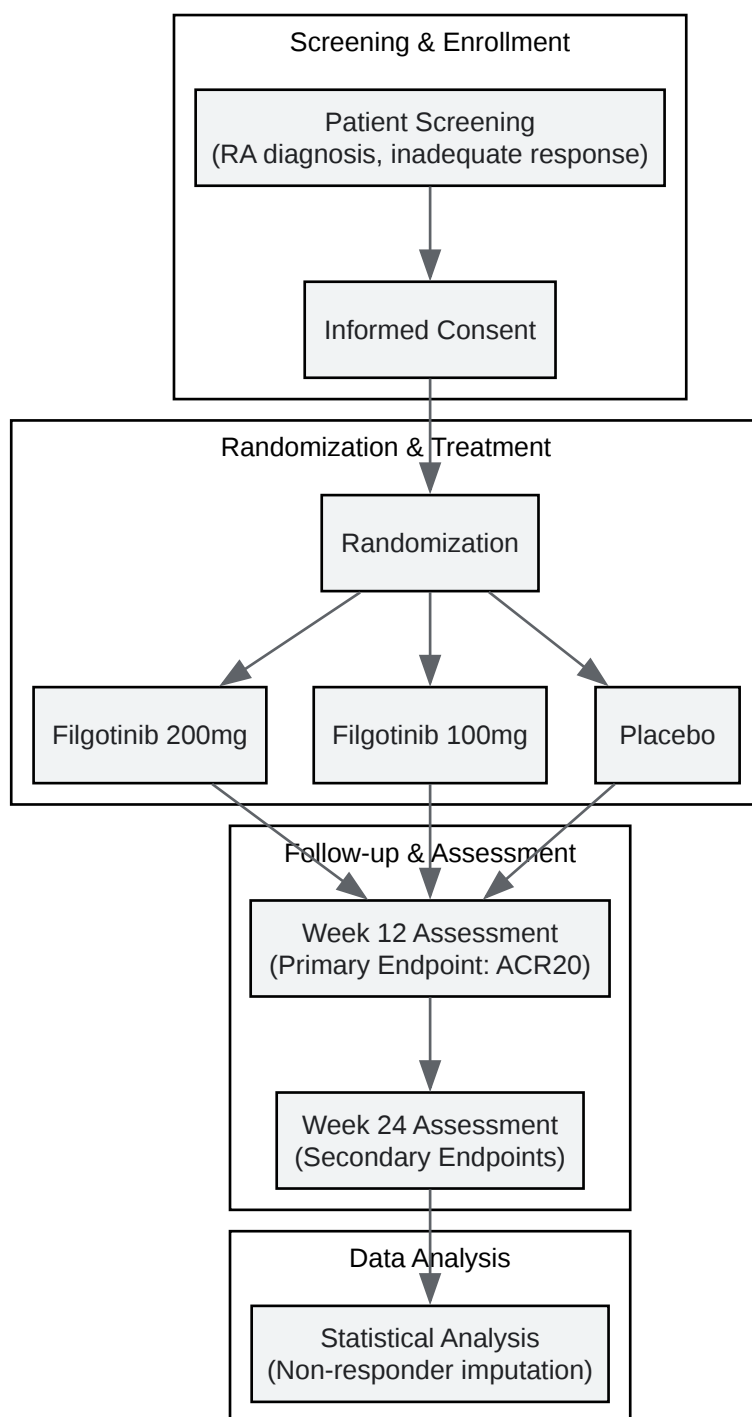 Screening & Enrollment
Patient Screening
(RA diagnosis, inadequate response)
Informed Consent
Randomization & Treatment
Randomization
Filgotinib 200mg
Filgotinib 100mg
Placebo
Follow-up & Assessment
Week 12 Assessment
(Primary Endpoint: ACR20)
Week 24 Assessment
(Secondary Endpoints)
Data Analysis
Statistical Analysis
(Non-responder imputation)